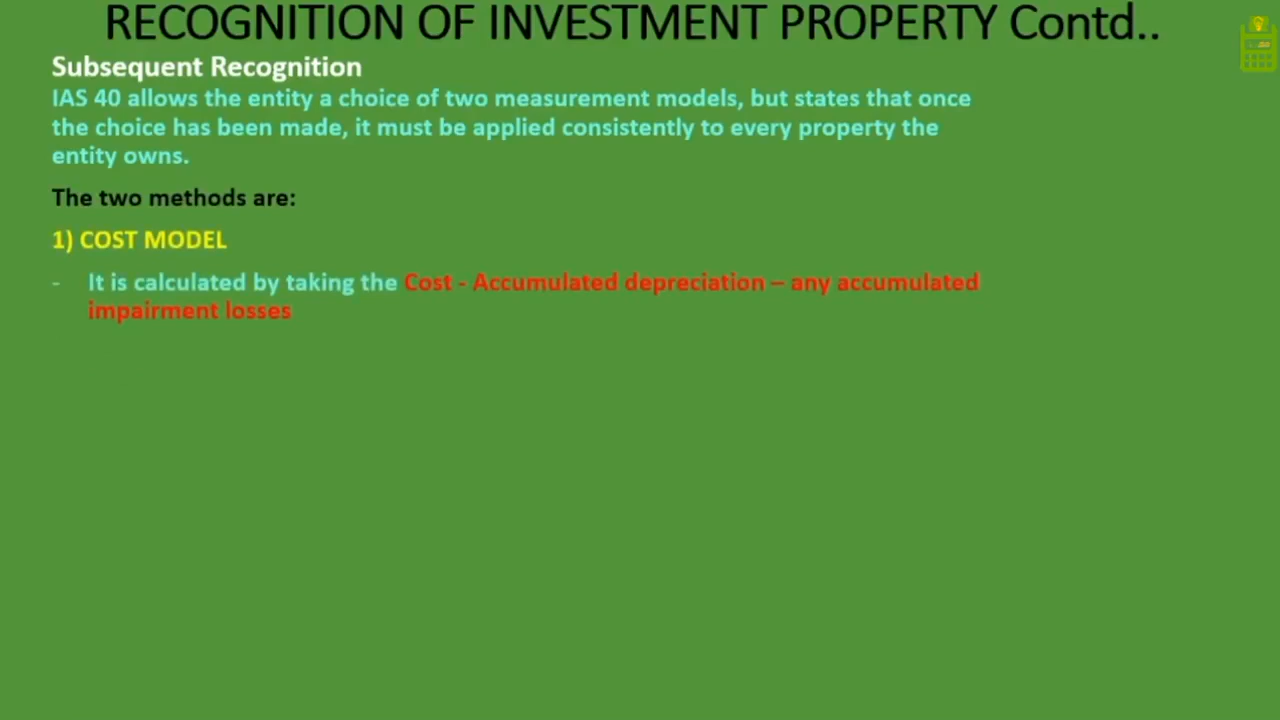 RECOGNITION OF INVESTMENT PROPERTY Contd..
Subsequent Recognition
IAS 40 allows the entity a choice of two measurement models, but states that once
the choice has been made, it must be applied consistently to every property the
entity owns.
The two methods are:
1) COST MODEL
- It is calculated by taking the Cost - Accumulated depreciation – any accumulated
impairment losses